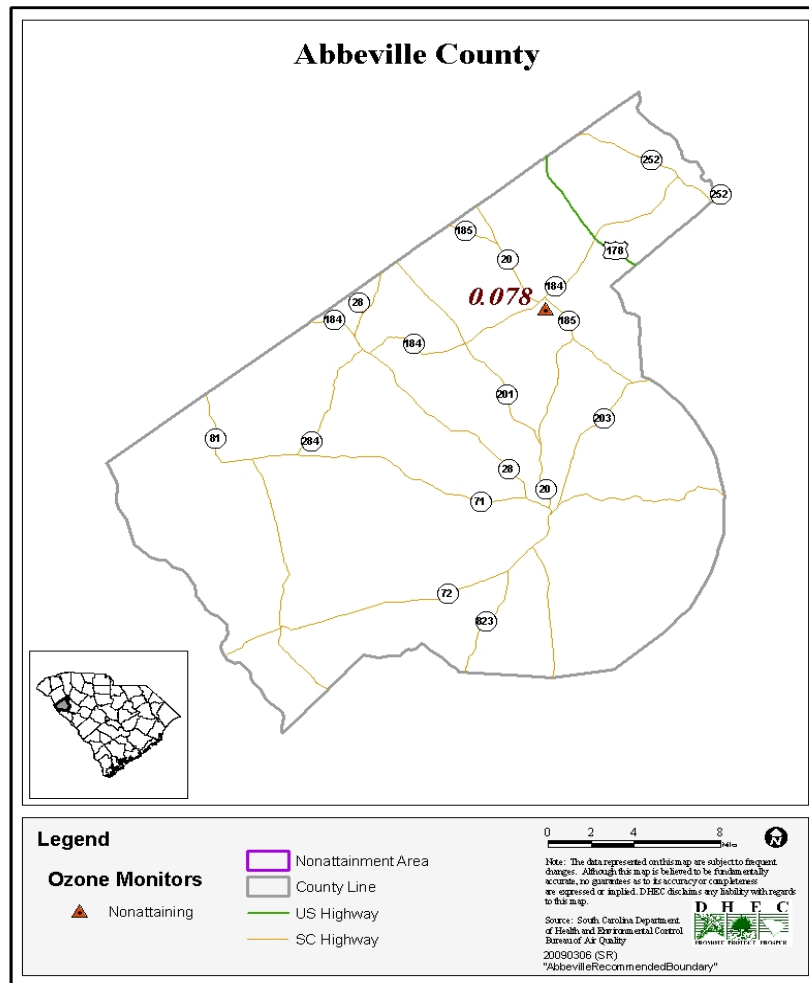 Abbeville County
252
252
185
178
20
184
0.078
28
184
185
184
201
203
81
284
28
20
71
72
823
Legend
Ozone Monitors
Nonattaining
Nonattainment Area
County Line
US Highway
SC Highway
0 2 4 8
Miles
N
Note: The data represented on this map are subject to frequent
changes. Although this map is believed to be fundamentally
accurate, no guarantees as to its accuracy or completeness
are expressed or implied. DHEC disclaims any liability with regards
to this map.
Source: South Carolina Department
of Health and Environmental Control
Bureau of Air Quality
D H E C
PROMOTE PROTECT PROSPER
20090306 (SR)
"AbbevilleRecommendedBoundary"